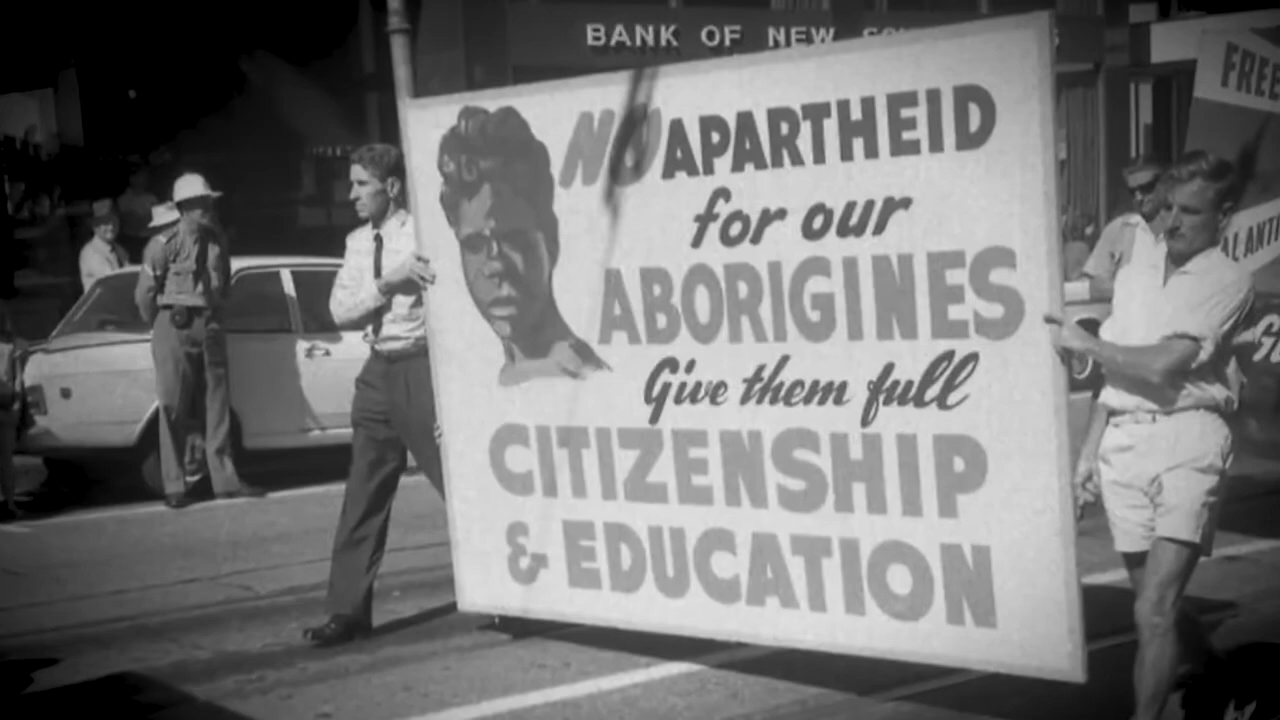 BANK OF NEW
NO APARTHEID
for our
ABORIGINES
Give them full
CITIZENSHIP
& EDUCATION
FREE